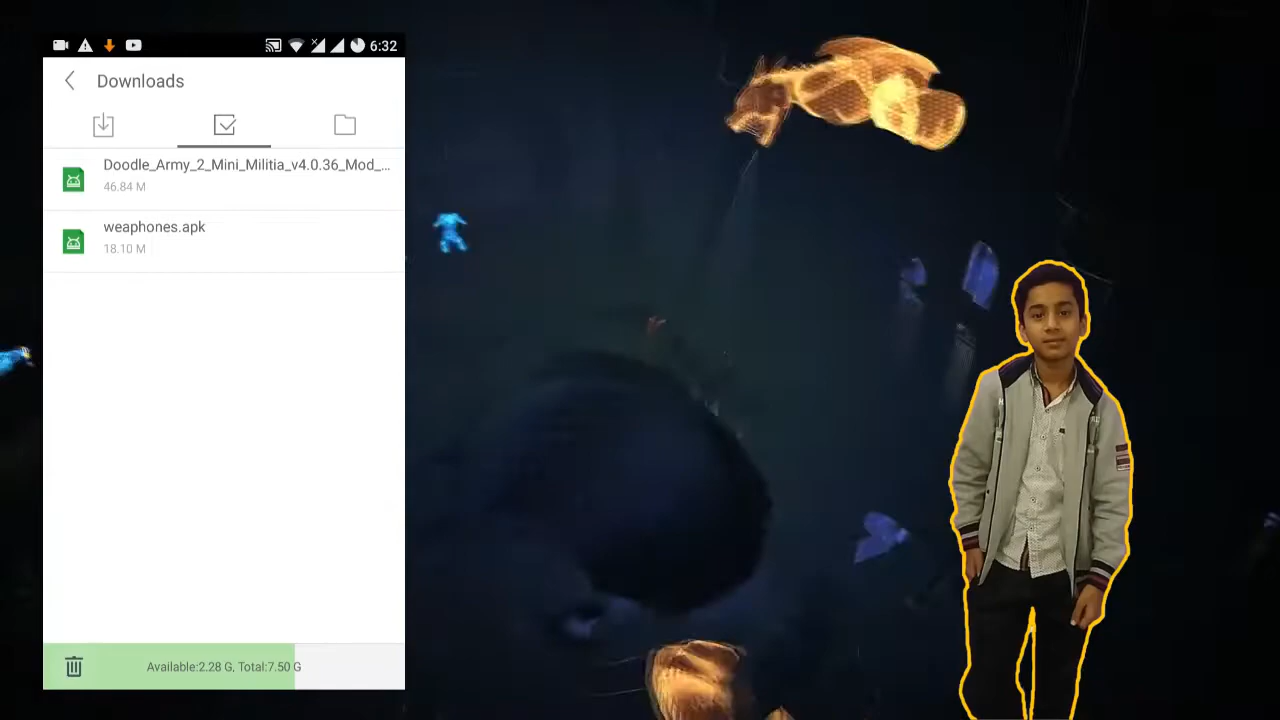 6:32
Downloads
Doodle_Army_2_Mini_Militia_v4.0.36_Mod_...
46.84 M
weaphones.apk
18.10 M
Available:2.28 G, Total:7.50 G